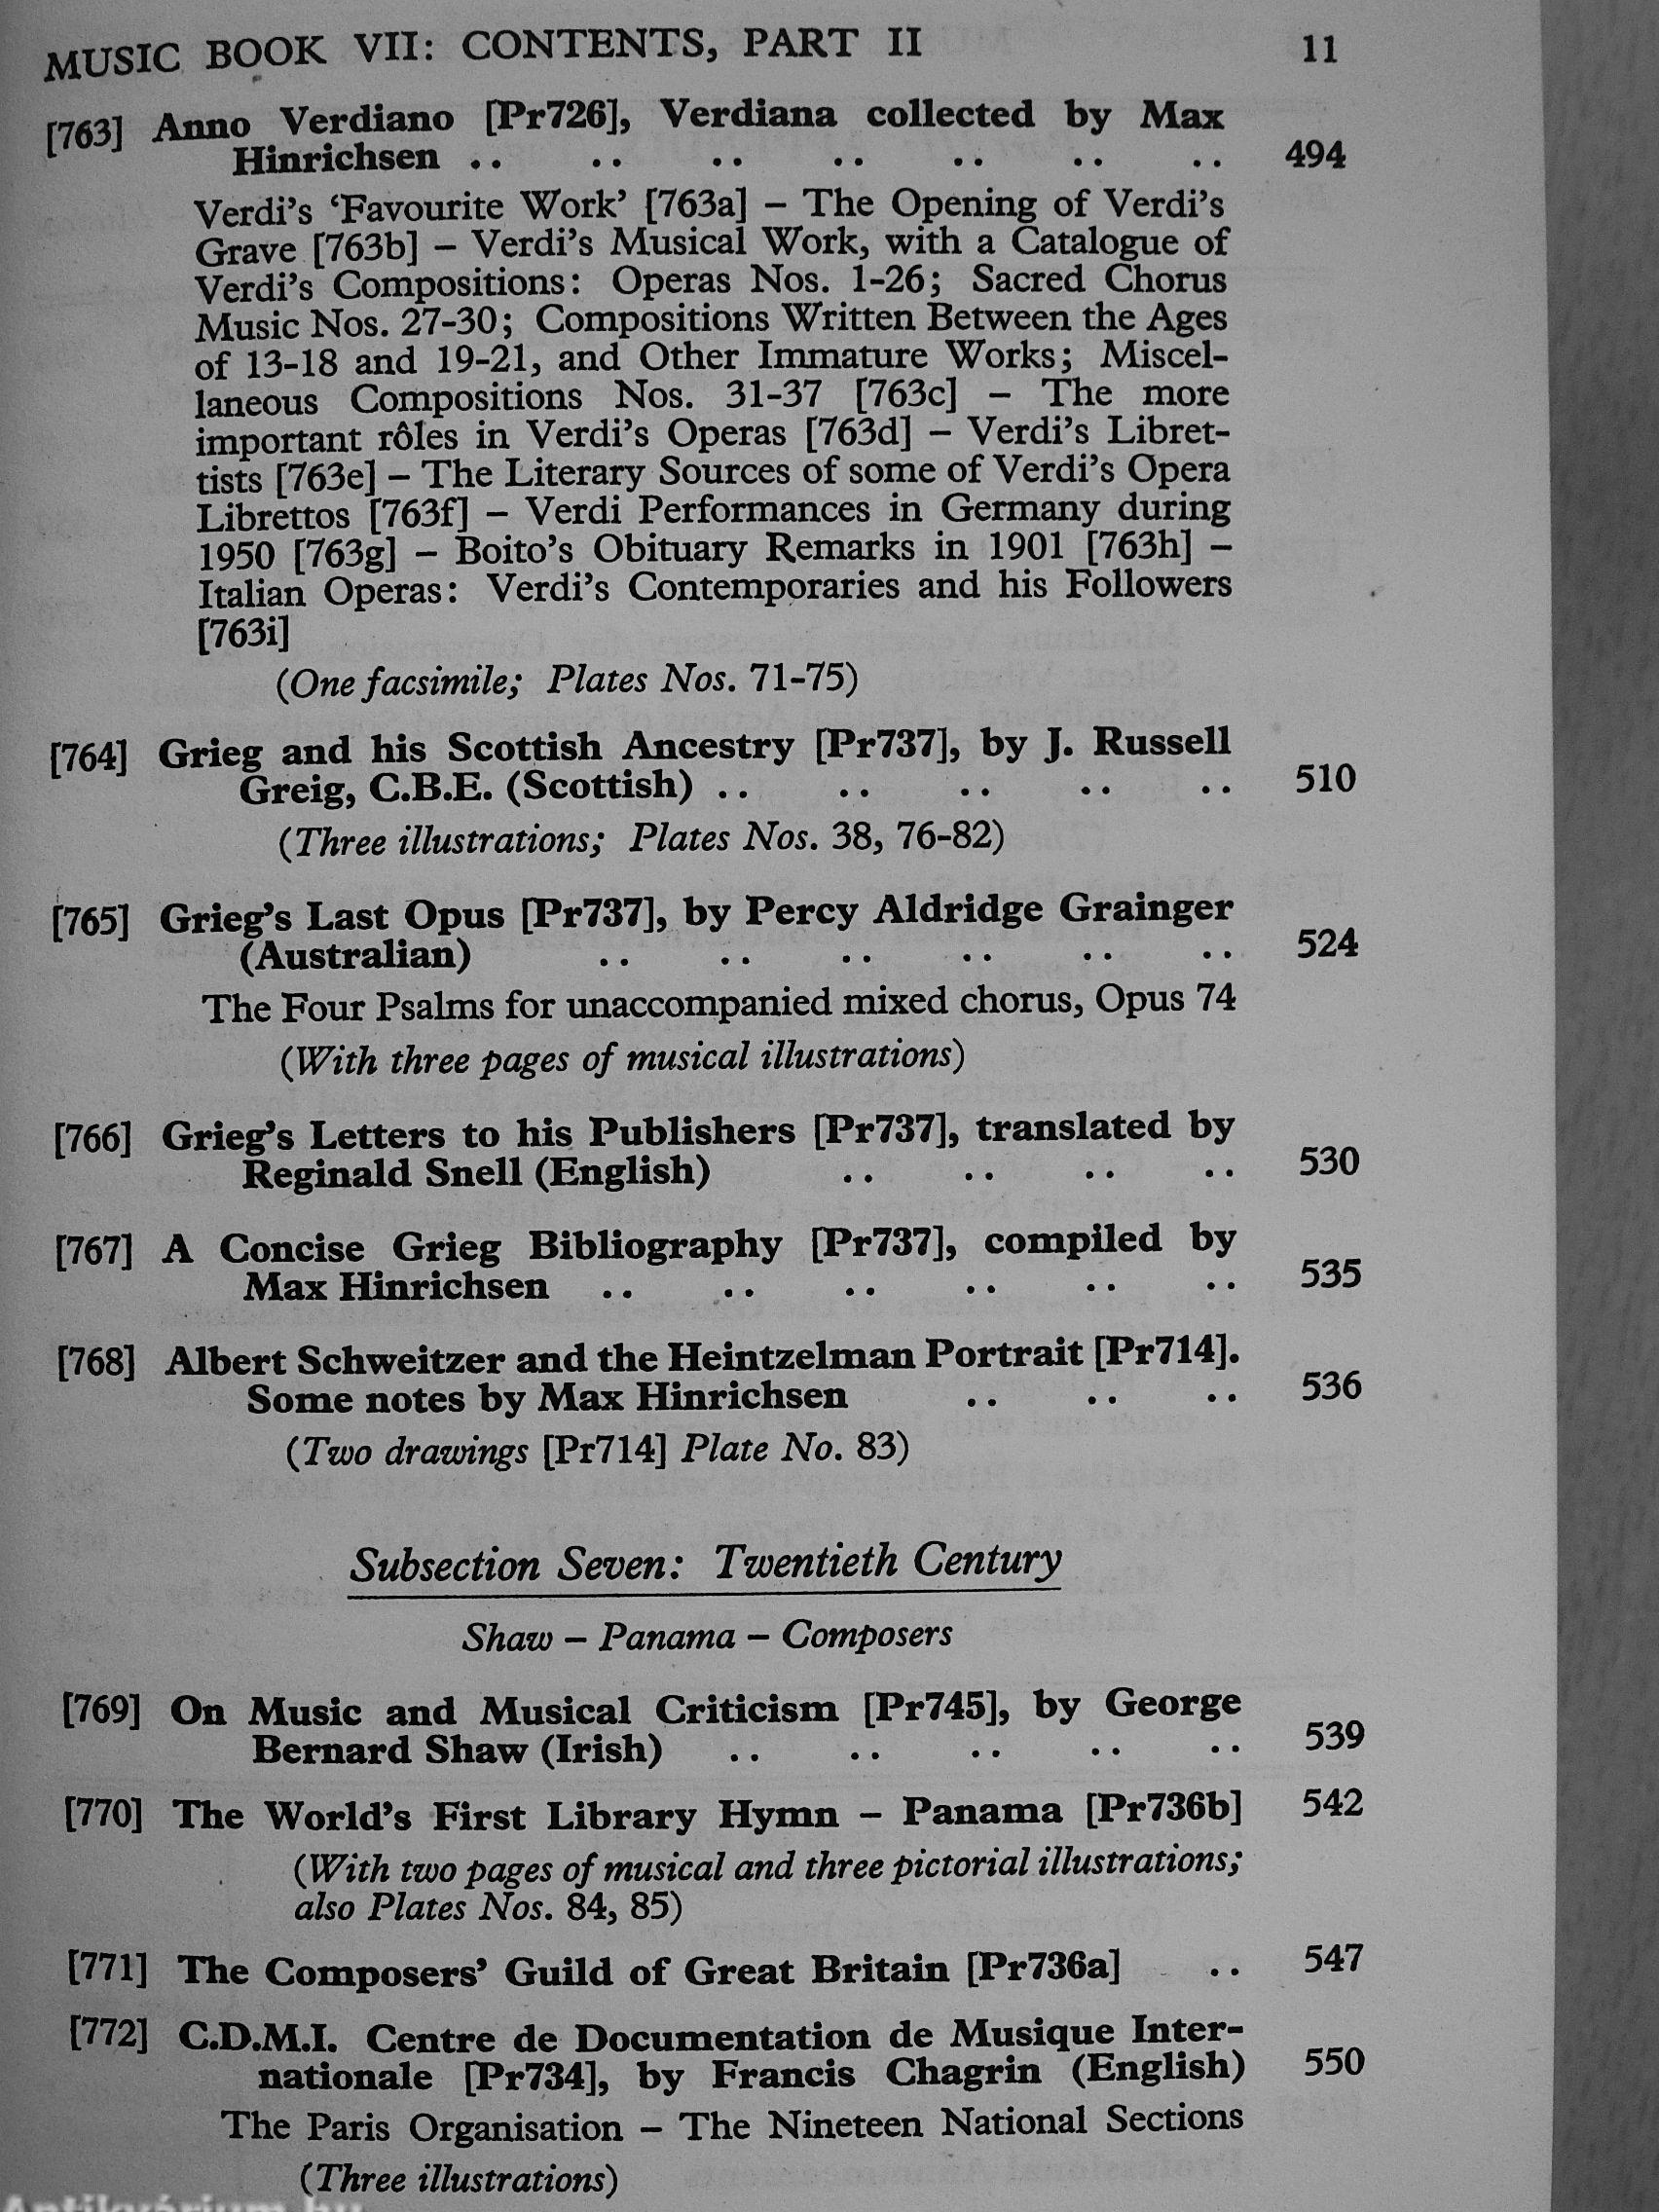 MUSIC BOOK VII: CONTENTS, PART II 11
[763] Anno Verdiano [Pr726], Verdiana collected by Max
Hinrichsen .. .. .. .. .. .. .. 494
Verdi's ‘Favourite Work’ [763a] – The Opening of Verdi's
Grave [763b] – Verdi's Musical Work, with a Catalogue of
Verdi's Compositions: Operas Nos. 1-26; Sacred Chorus
Music Nos. 27-30; Compositions Written Between the Ages
of 13-18 and 19-21, and Other Immature Works; Miscel-
laneous Compositions Nos. 31-37 [763c] – The more
important rôles in Verdi's Operas [763d] – Verdi's Libret-
tists [763e] – The Literary Sources of some of Verdi's Opera
Librettos [763f] – Verdi Performances in Germany during
1950 [763g] – Boito's Obituary Remarks in 1901 [763h] –
Italian Operas: Verdi's Contemporaries and his Followers
[763i]
(One facsimile; Plates Nos. 71-75)
[764] Grieg and his Scottish Ancestry [Pr737], by J. Russell
Greig, C.B.E. (Scottish) .. .. .. .. .. 510
(Three illustrations; Plates Nos. 38, 76-82)
[765] Grieg's Last Opus [Pr737], by Percy Aldridge Grainger
(Australian) .. .. .. .. .. .. 524
The Four Psalms for unaccompanied mixed chorus, Opus 74
(With three pages of musical illustrations)
[766] Grieg's Letters to his Publishers [Pr737], translated by
Reginald Snell (English) .. .. .. .. 530
[767] A Concise Grieg Bibliography [Pr737], compiled by
Max Hinrichsen .. .. .. .. .. .. 535
[768] Albert Schweitzer and the Heintzelman Portrait [Pr714].
Some notes by Max Hinrichsen .. .. .. 536
(Two drawings [Pr714] Plate No. 83)
Subsection Seven: Twentieth Century
Shaw – Panama – Composers
[769] On Music and Musical Criticism [Pr745], by George
Bernard Shaw (Irish) .. .. .. .. .. 539
[770] The World's First Library Hymn – Panama [Pr736b] 542
(With two pages of musical and three pictorial illustrations;
also Plates Nos. 84, 85)
[771] The Composers' Guild of Great Britain [Pr736a] .. 547
[772] C.D.M.I. Centre de Documentation de Musique Inter-
nationale [Pr734], by Francis Chagrin (English) 550
The Paris Organisation – The Nineteen National Sections
(Three illustrations)
Antikvárium.hu